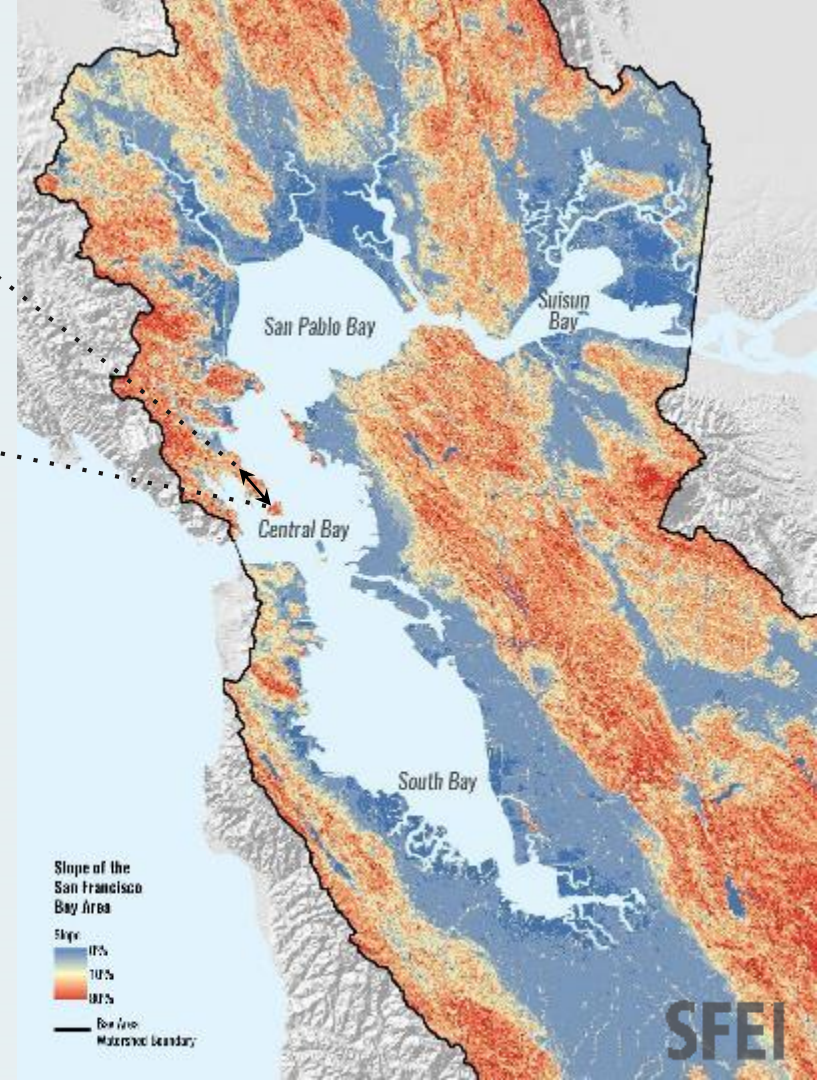 San Pablo Bay
Suisun
Bay
Central Bay
South Bay
Slope of the
San Francisco
Bay Area
Slope
0%
10%
80%
Bay Area
Watershed Boundary
SFEI